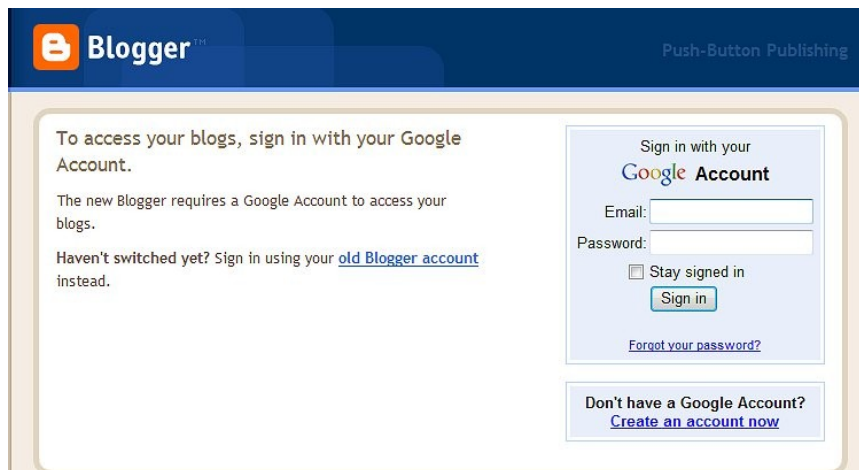 Blogger™
Push-Button Publishing
To access your blogs, sign in with your Google
Account.
The new Blogger requires a Google Account to access your
blogs.
Haven't switched yet? Sign in using your old Blogger account
instead.
Sign in with your
Google Account
Email:
Password:
Stay signed in
Sign in
Forgot your password?
Don't have a Google Account?
Create an account now